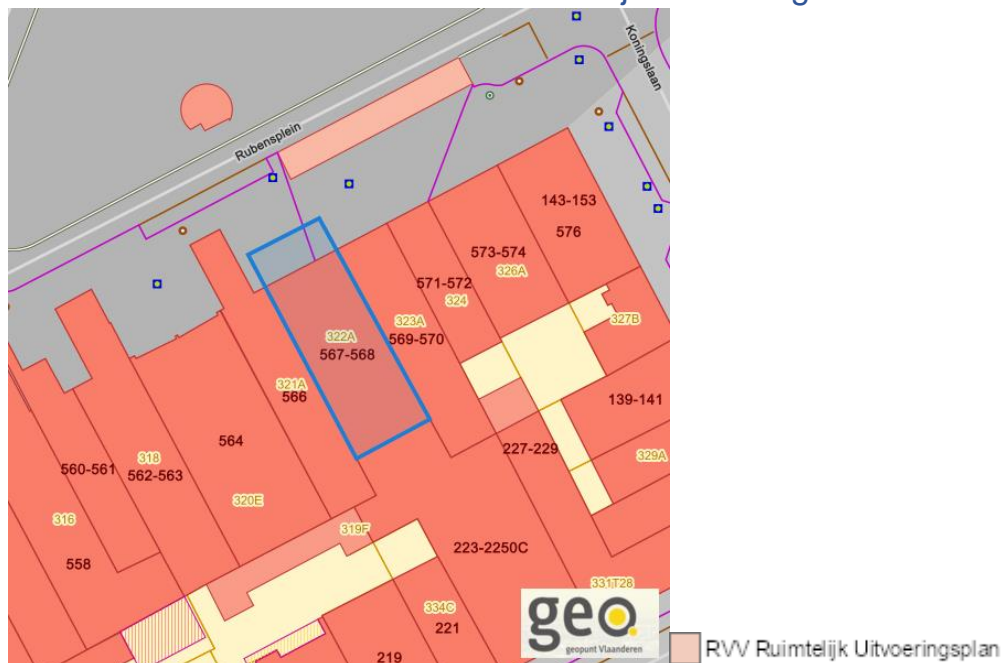 Koningslaan
Rubensplein
143-153
576
573-574
326A
571-572
324
327B
323A
569-570
322A
567-568
321A
566
139-141
564
227-229
329A
560-561
318
562-563
320E
316
319F
558
223-2250C
331T28
334C
221
219
geo.
geopunt Vlaanderen
RVV Ruimtelijk Uitvoeringsplan